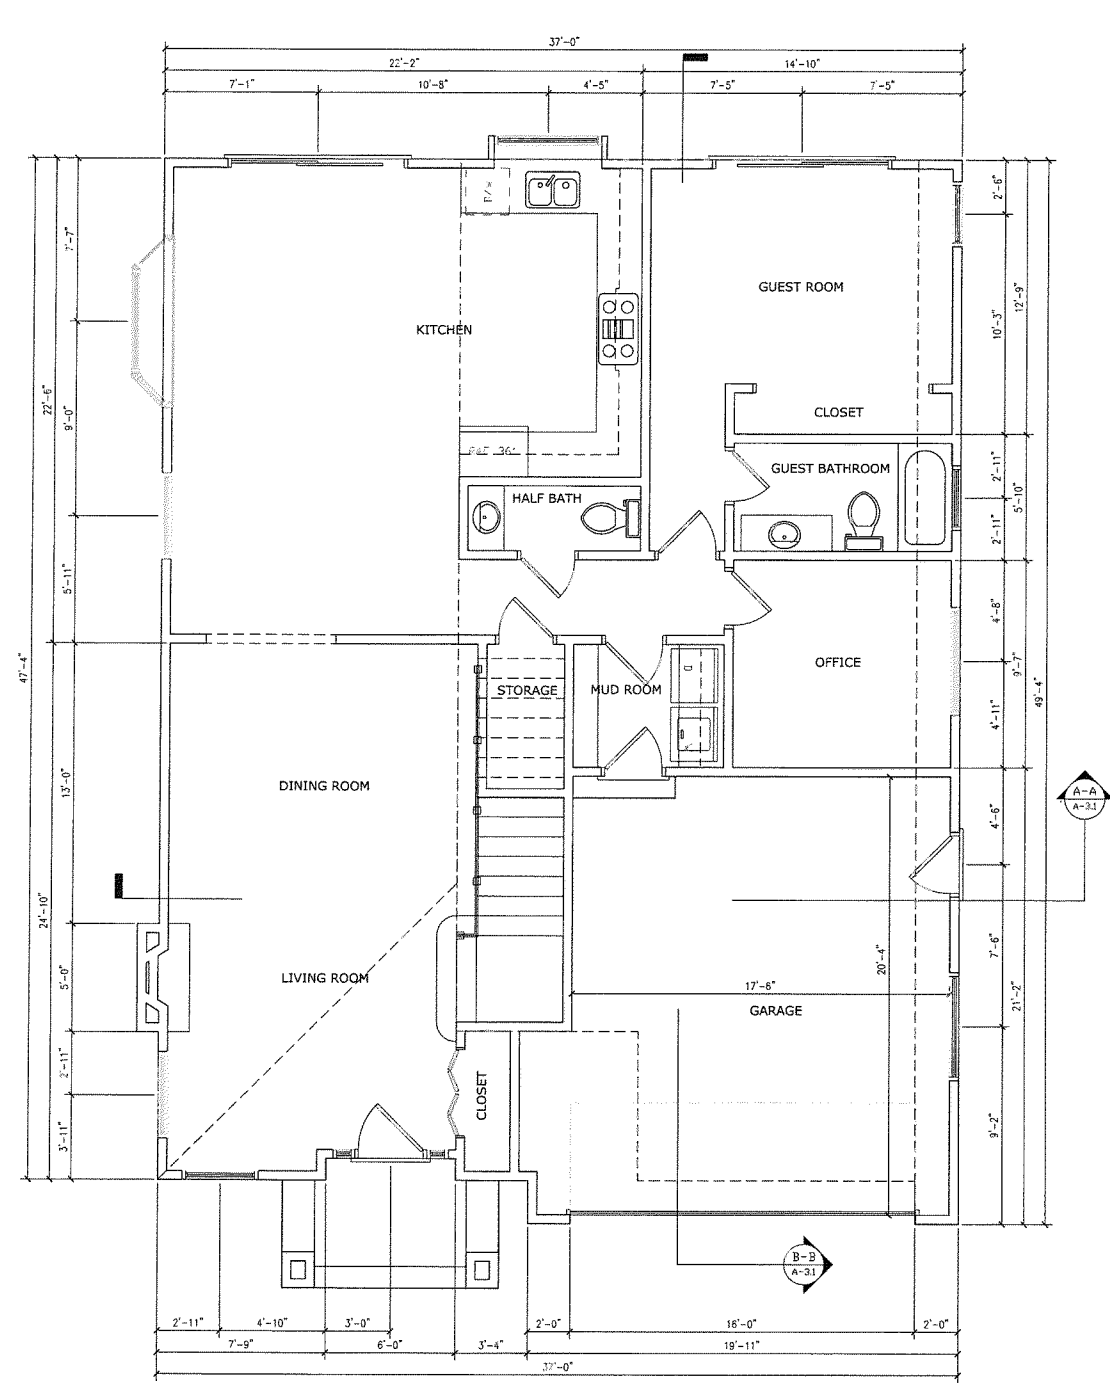 37'-0"
22'-2"
14'-10"
7'-1"
10'-8"
4'-5"
7'-5"
7'-5"
2'-6"
7'-7"
GUEST ROOM
12'-9"
10'-3"
KITCHEN
22'-6"
9'-0"
CLOSET
REF. 36"
GUEST BATHROOM
2'-11"
HALF BATH
5'-10"
2'-11"
5'-11"
4'-8"
47'-4"
OFFICE
9'-7"
STORAGE
MUD ROOM
49'-4"
4'-11"
13'-0"
DINING ROOM
A-A
A-3.1
4'-6"
24'-10"
7'-6"
20'-4"
5'-0"
LIVING ROOM
17'-6"
21'-2"
GARAGE
2'-11"
CLOSET
9'-2"
3'-11"
B-B
A-3.1
2'-11"
4'-10"
3'-0"
2'-0"
16'-0"
2'-0"
7'-9"
6'-0"
3'-4"
19'-11"